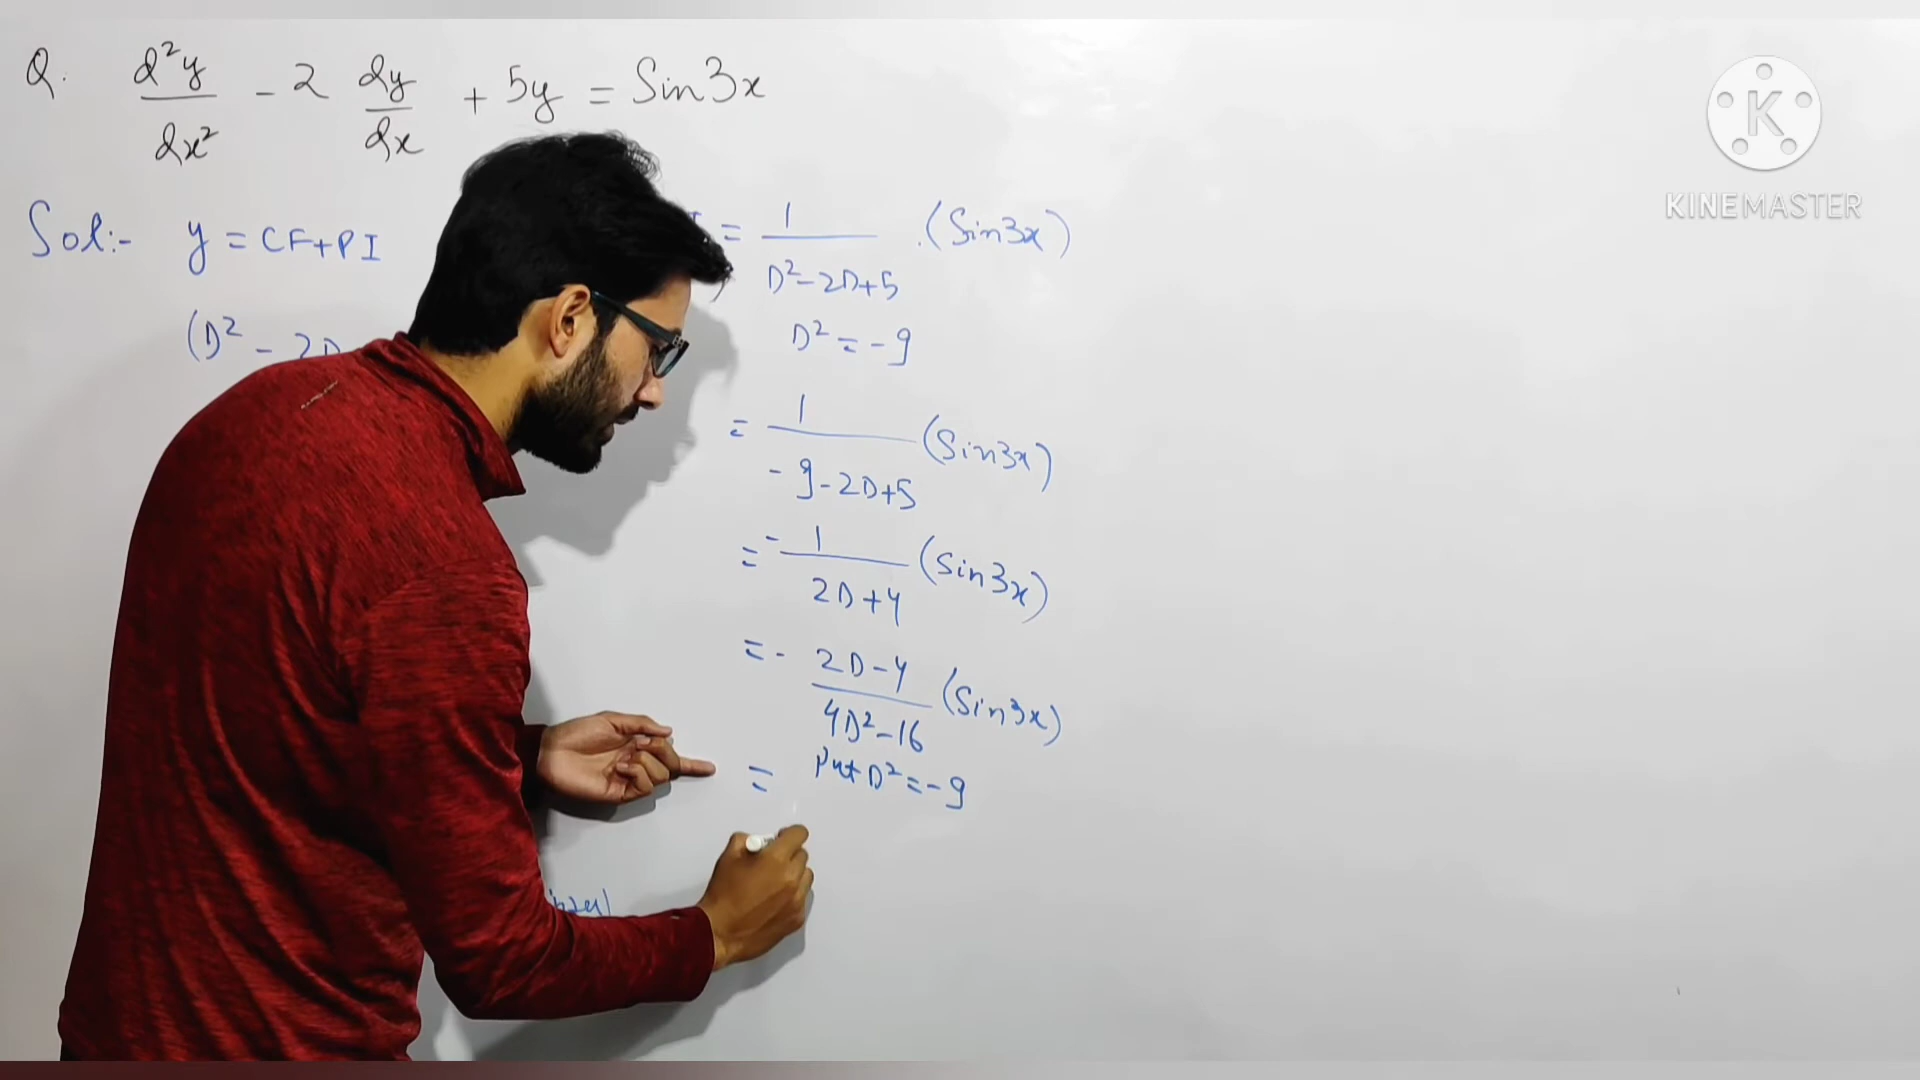 Q. d²y/dx² - 2 dy/dx + 5y = Sin3x
Sol:- y = CF+PI
(D² - 2D
= 1/(D²-2D+5) .(Sin3x)
D² = -9
= 1/(-9-2D+5) (Sin3x)
= -1/(2D+4) (Sin3x)
= - (2D-4)/(4D²-16) (Sin3x)
= Put D² = -9
K
KINEMASTER